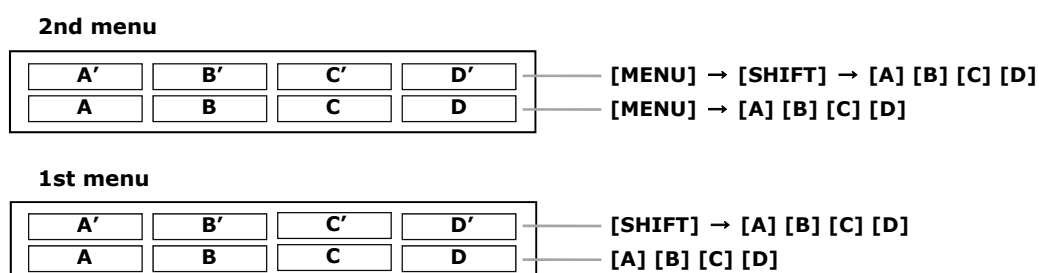 2nd menu
A′ B′ C′ D′ [MENU] → [SHIFT] → [A] [B] [C] [D]
A B C D [MENU] → [A] [B] [C] [D]
1st menu
A′ B′ C′ D′ [SHIFT] → [A] [B] [C] [D]
A B C D [A] [B] [C] [D]